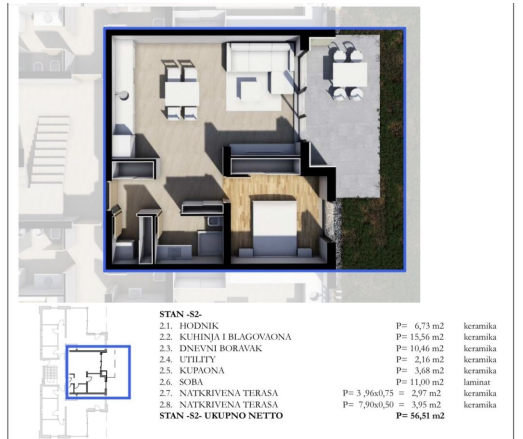 STAN -S2-
2.1. HODNIK P= 6,73 m2 keramika
2.2. KUHINJA I BLAGOVAONA P= 15,56 m2 keramika
2.3. DNEVNI BORAVAK P= 10,46 m2 keramika
2.4. UTILITY P= 2,16 m2 keramika
2.5. KUPAONA P= 3,68 m2 keramika
2.6. SOBA P= 11,00 m2 laminat
2.7. NATKRIVENA TERASA P= 3 ,96x0,75 = 2,97 m2 keramika
2.8. NATKRIVENA TERASA P= 7,90x0,50 = 3,95 m2 keramika
STAN -S2- UKUPNO NETTO P= 56,51 m2